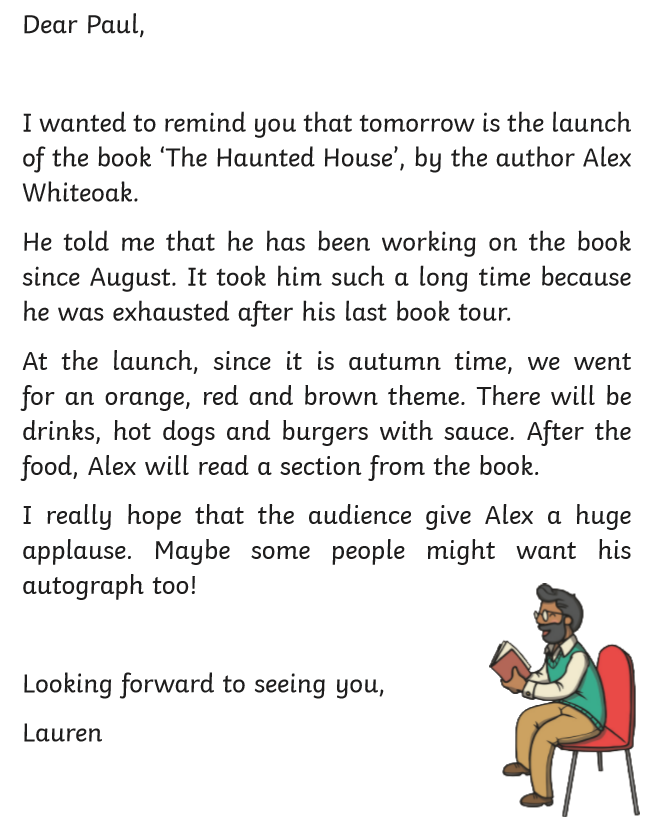 Dear Paul,
I wanted to remind you that tomorrow is the launch
of the book ‘The Haunted House’, by the author Alex
Whiteoak.
He told me that he has been working on the book
since August. It took him such a long time because
he was exhausted after his last book tour.
At the launch, since it is autumn time, we went
for an orange, red and brown theme. There will be
drinks, hot dogs and burgers with sauce. After the
food, Alex will read a section from the book.
I really hope that the audience give Alex a huge
applause. Maybe some people might want his
autograph too!
Looking forward to seeing you,
Lauren